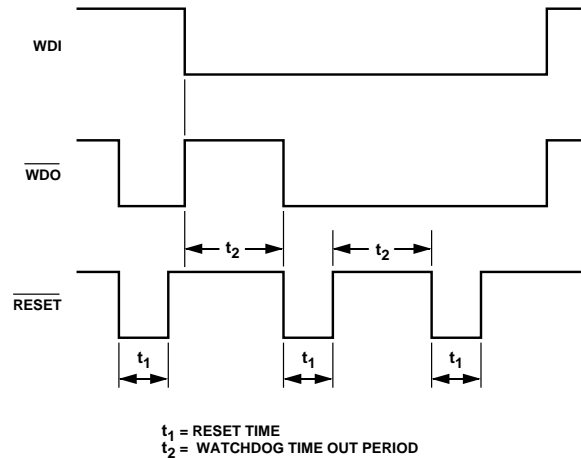 WDI
WDO
t2 t2
RESET
t1 t1 t1
t1 = RESET TIME
t2 = WATCHDOG TIME OUT PERIOD